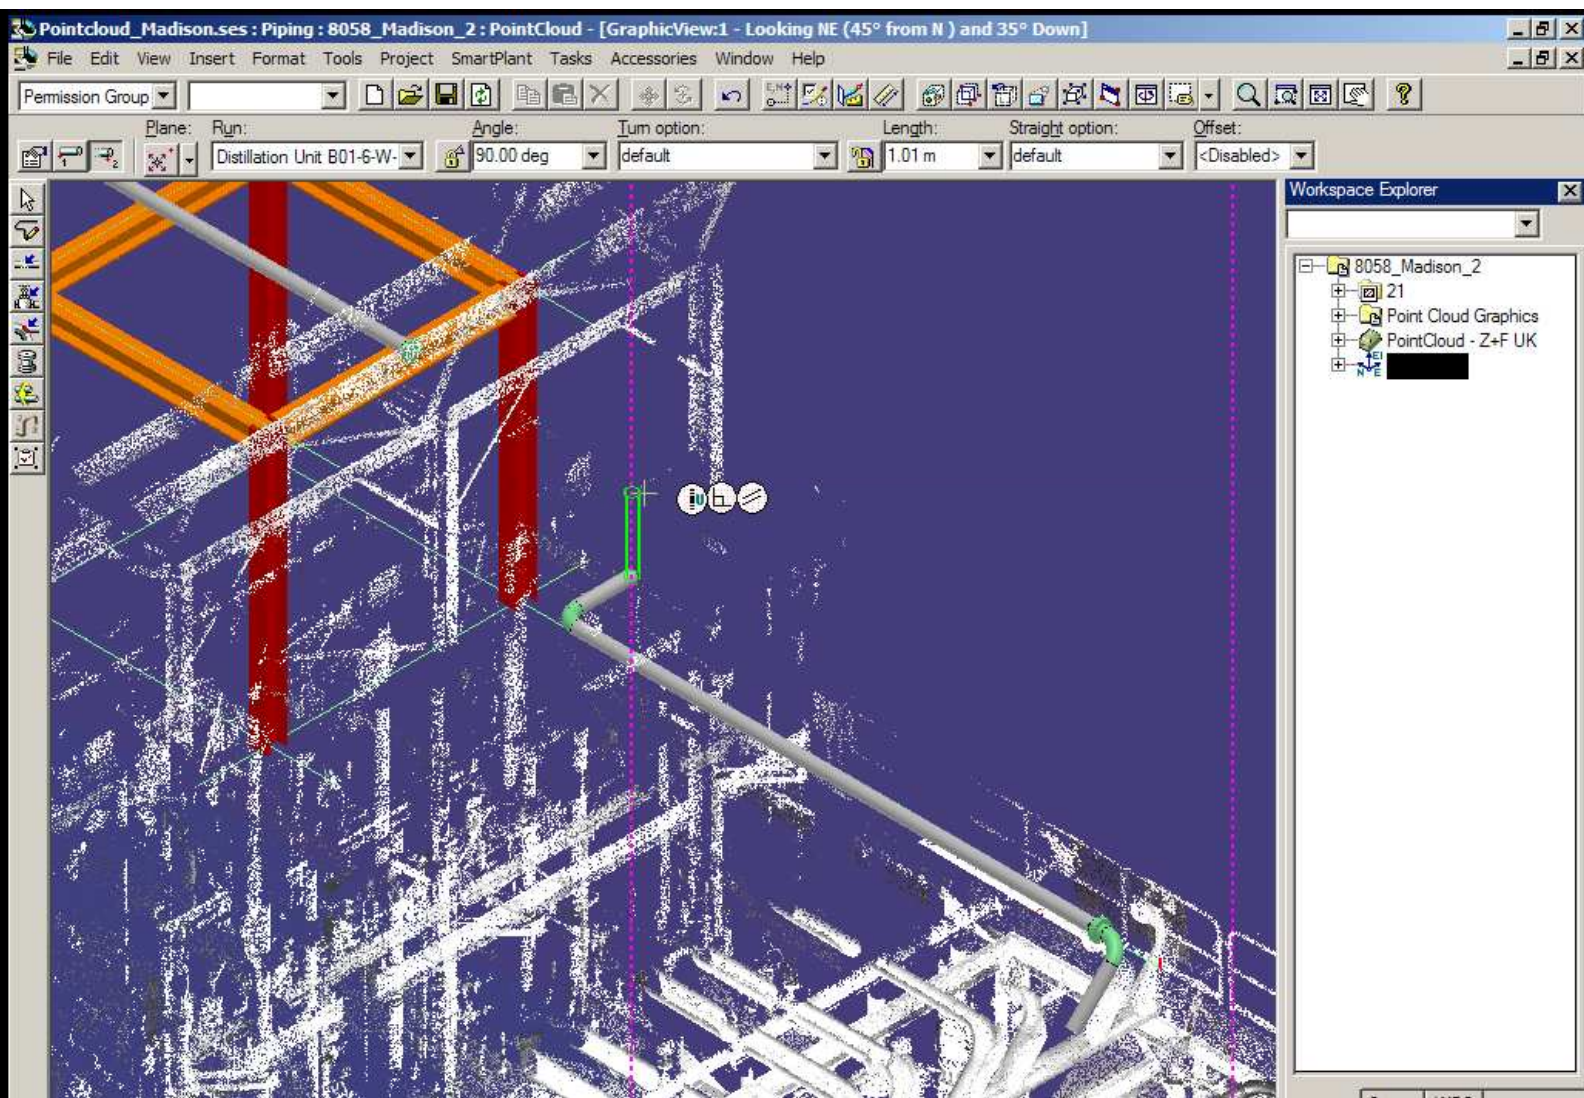 Pointcloud_Madison.ses : Piping : 8058_Madison_2 : PointCloud - [GraphicView:1 - Looking NE (45° from N ) and 35° Down]
File Edit View Insert Format Tools Project SmartPlant Tasks Accessories Window Help
Permission Group
Plane: Run: Angle: Turn option: Length: Straight option: Offset:
Distillation Unit B01-6-W- 90.00 deg default 1.01 m default <Disabled>
Workspace Explorer
8058_Madison_2
21
Point Cloud Graphics
PointCloud - Z+F UK